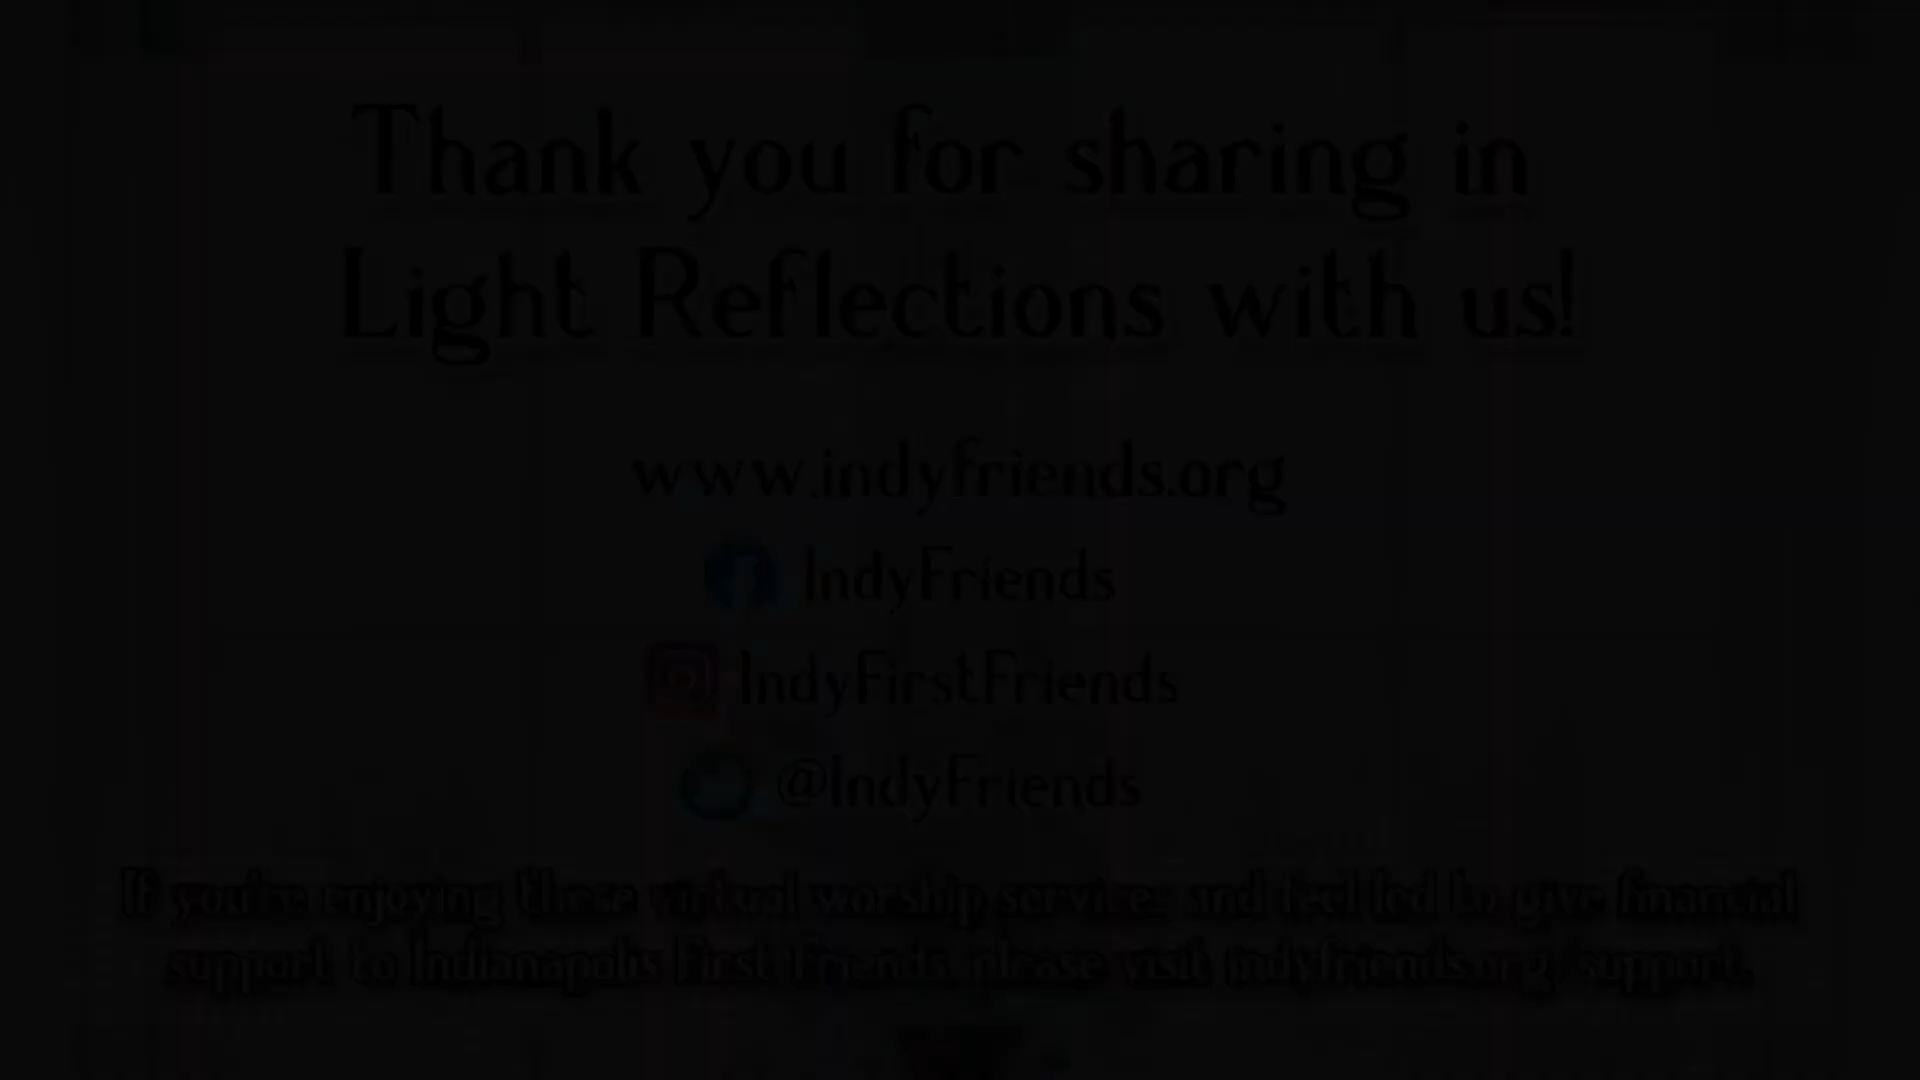 Thank you for sharing in
Light Reflections with us!
www.indyfriends.org
IndyFriends
IndyFirstFriends
@IndyFriends
If you're enjoying these virtual worship services and feel led to give financial
support to Indianapolis First Friends, please visit indyfriends.org/support.